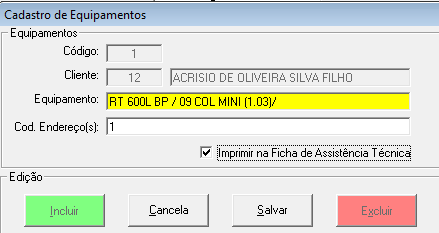 Cadastro de Equipamentos
Equipamentos
Código: 1
Cliente: 12 ACRISIO DE OLIVEIRA SILVA FILHO
Equipamento: RT 600L BP / 09 COL MINI (1.03)/
Cod. Endereço(s): 1
Imprimir na Ficha de Assistência Técnica
Edição
Incluir Cancela Salvar Excluir